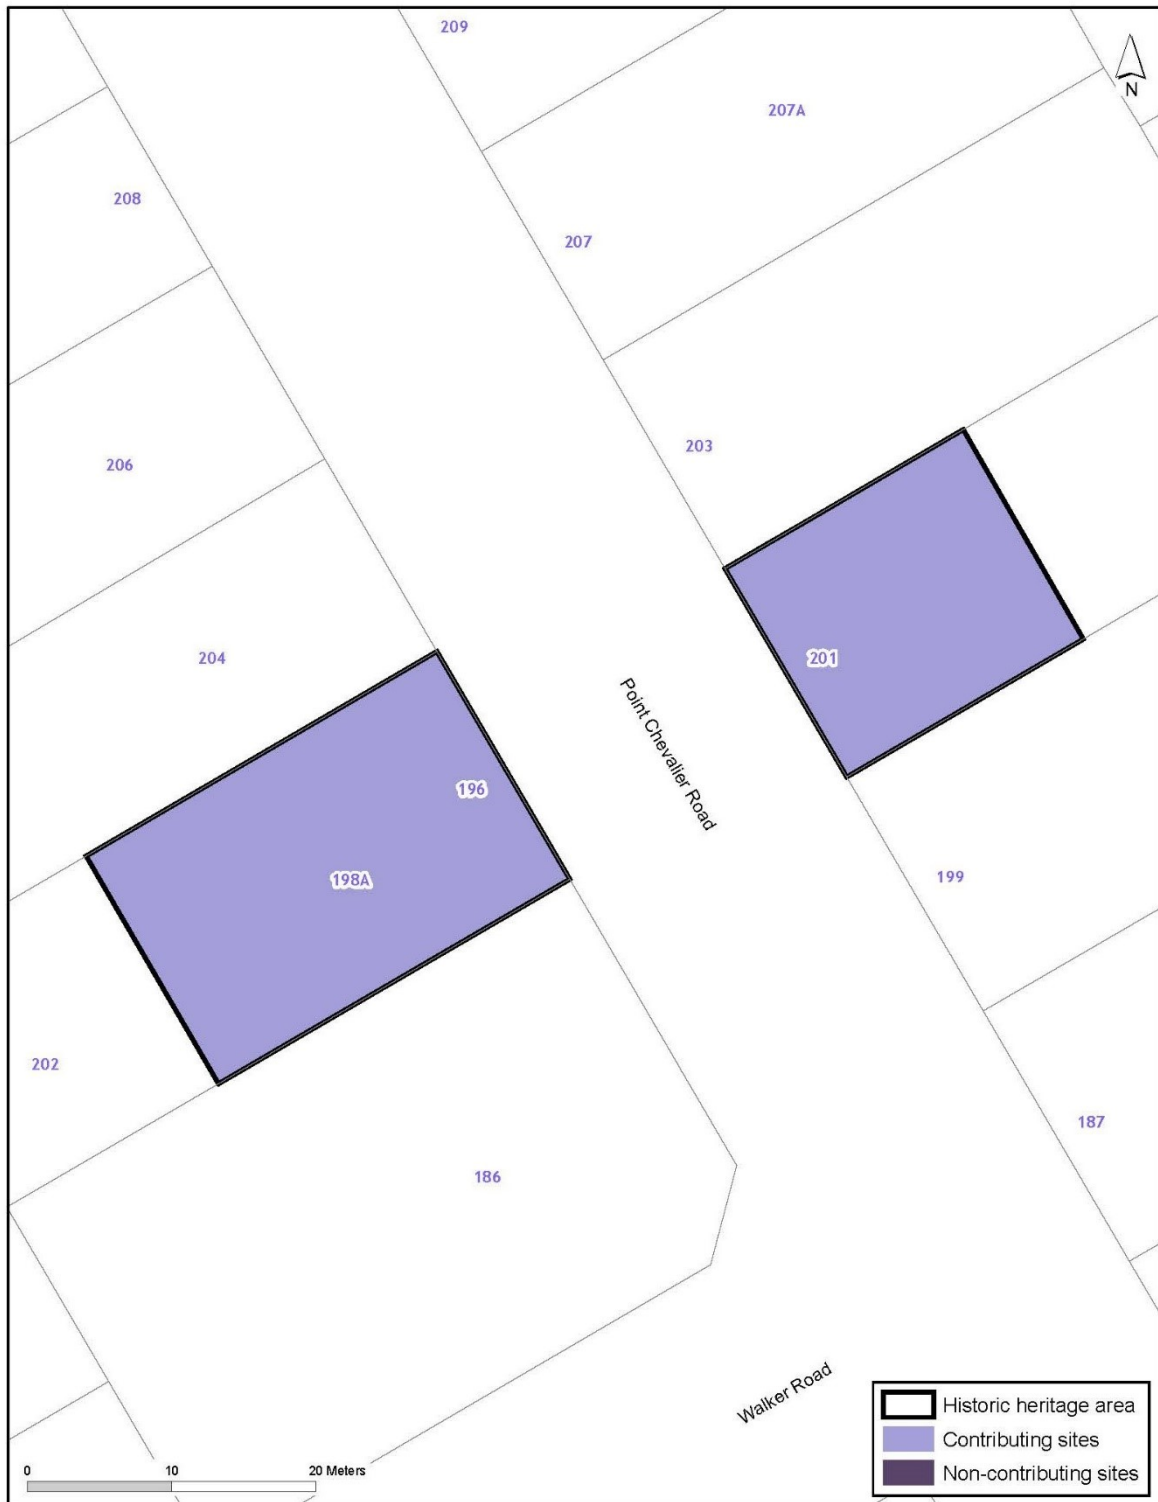 209
N
207A
208
207
203
206
204
201
Point Chevalier Road
196
198A
199
202
187
186
Walker Road
Historic heritage area
Contributing sites
Non-contributing sites
0 10 20 Meters